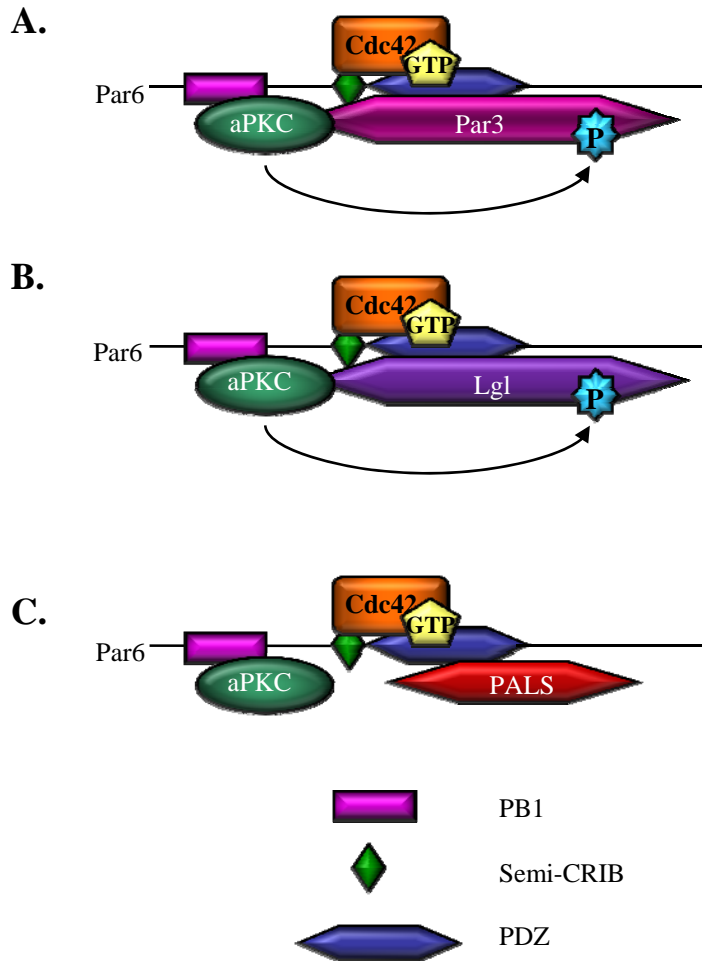 A.
Cdc42
GTP
Par6
aPKC
Par3
P
B.
Cdc42
GTP
Par6
aPKC
Lgl
P
C.
Cdc42
GTP
Par6
aPKC
PALS
PB1
Semi-CRIB
PDZ